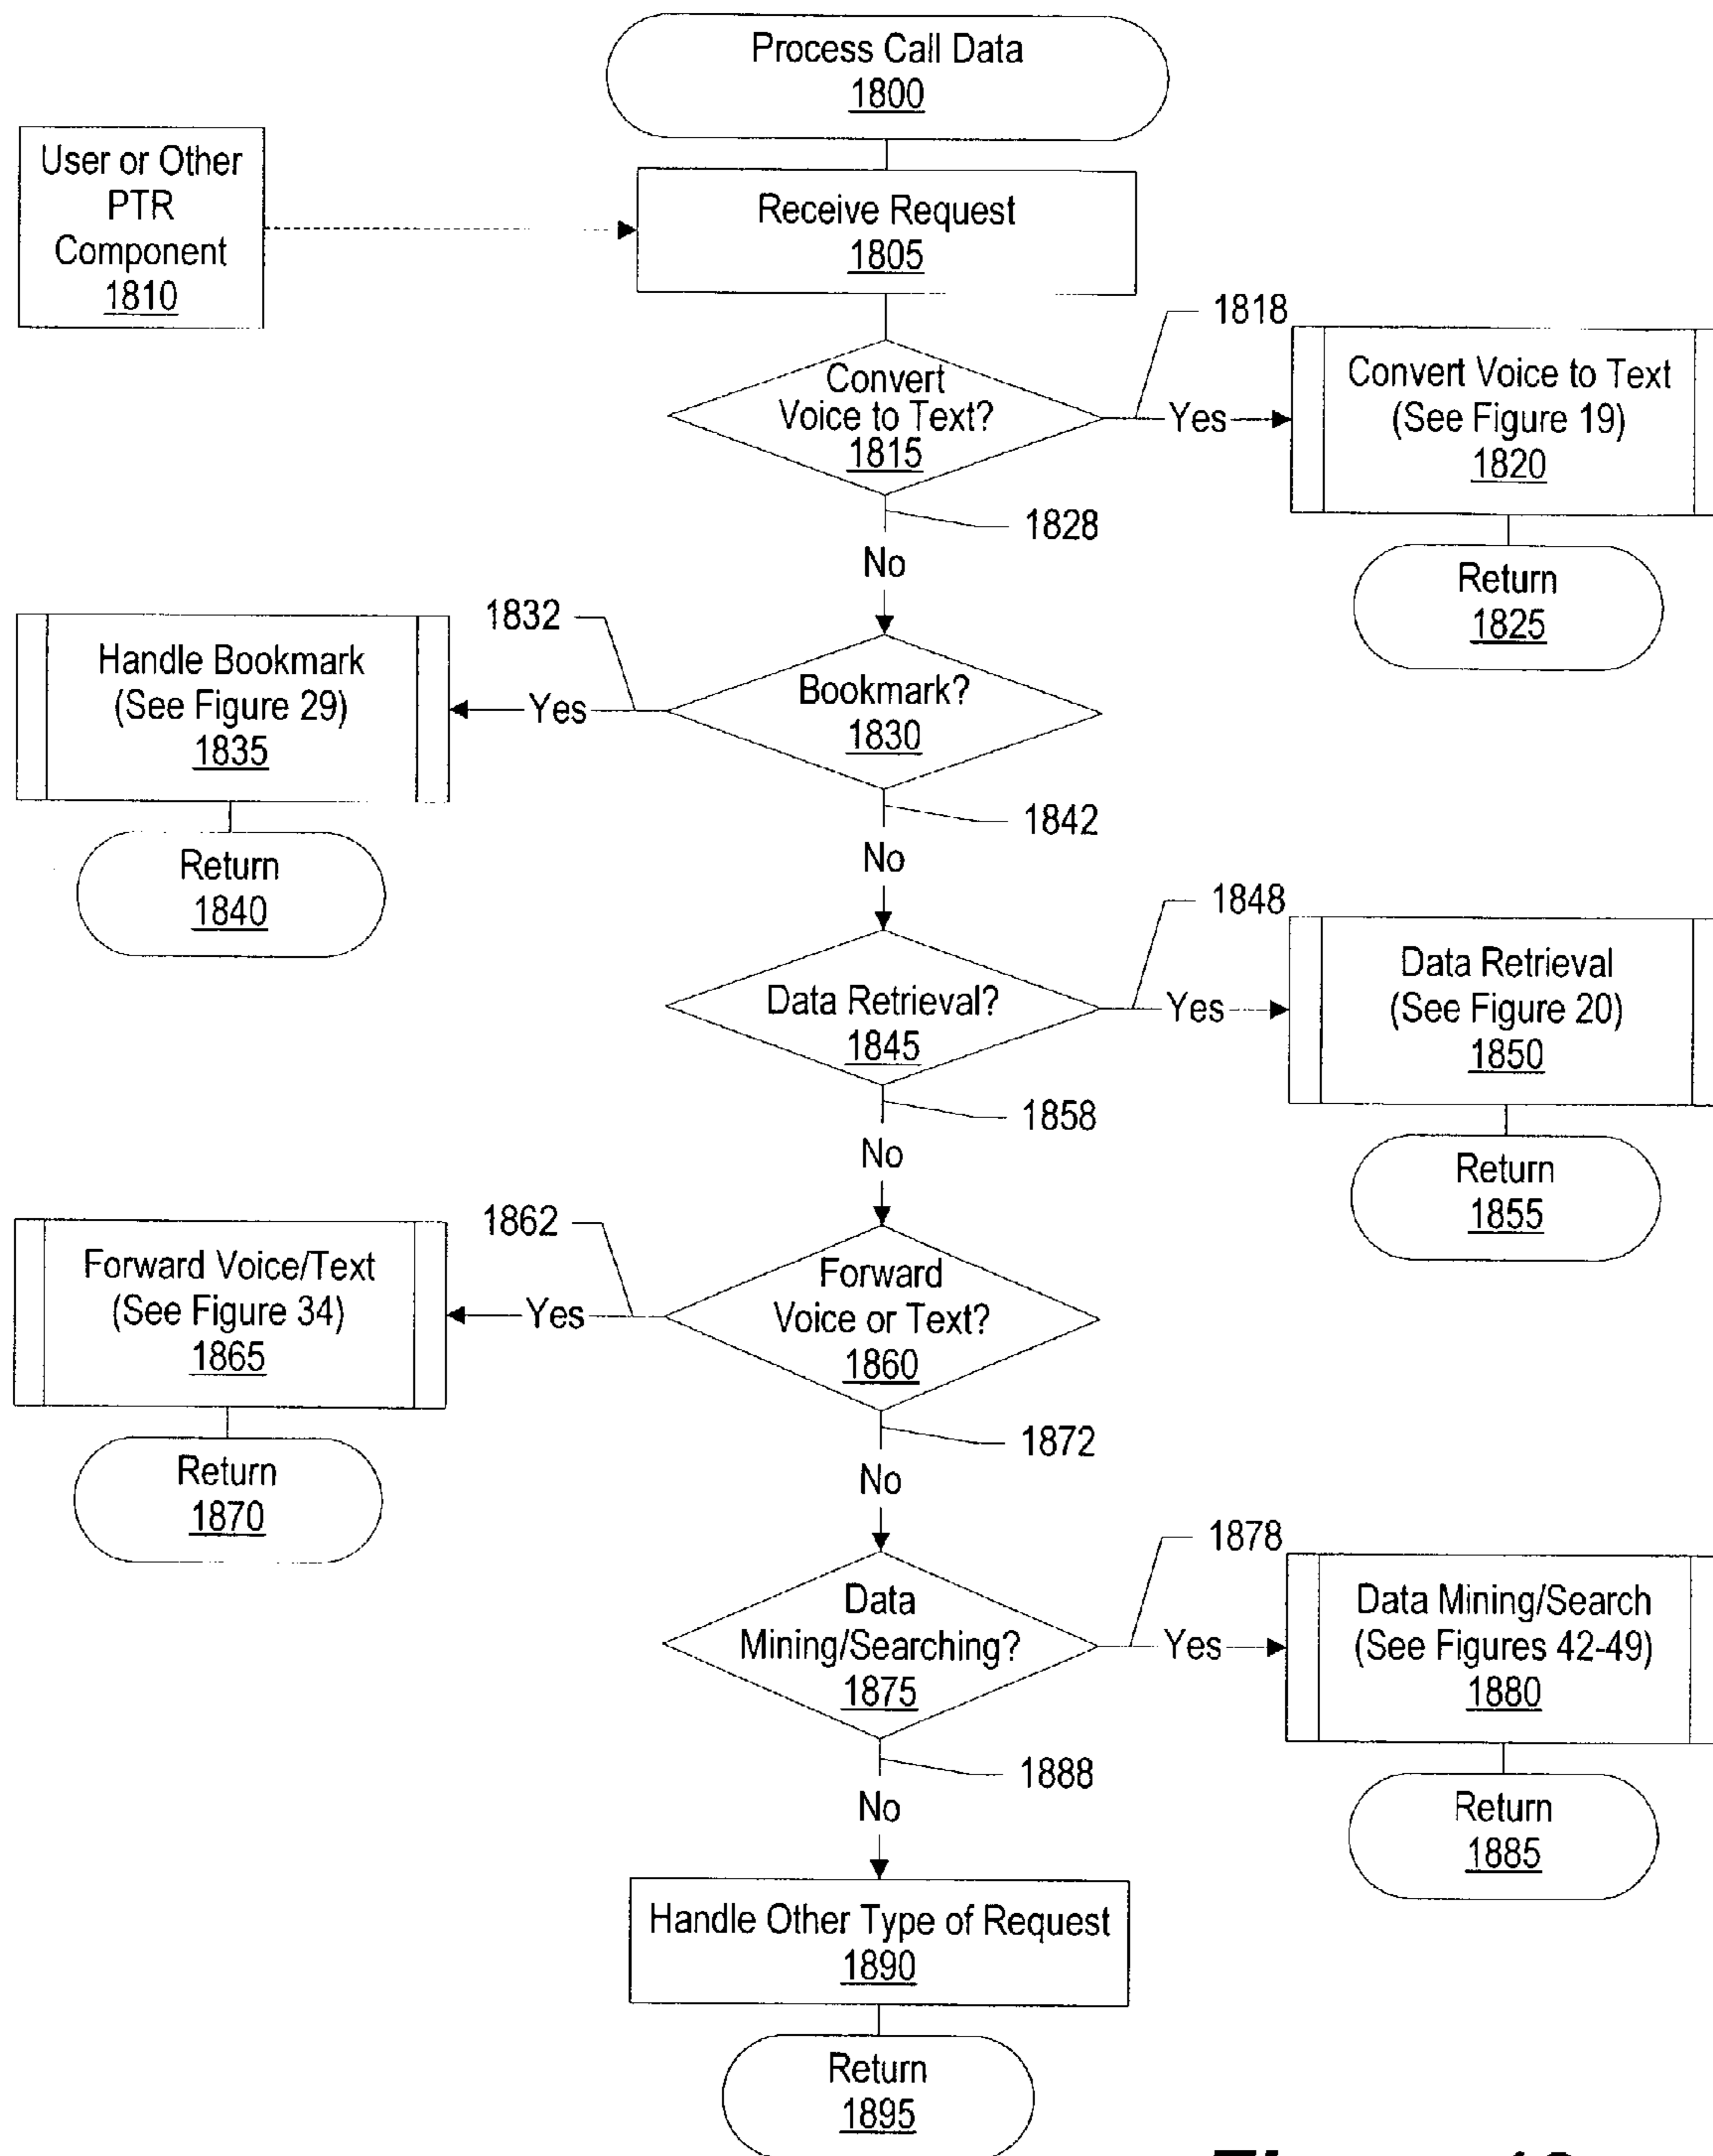 Process Call Data
1800
User or Other
PTR
Component
1810
Receive Request
1805
Convert
Voice to Text?
1815
1818
Yes
Convert Voice to Text
(See Figure 19)
1820
Return
1825
1828
No
1832
Handle Bookmark
(See Figure 29)
1835
Yes
Bookmark?
1830
Return
1840
1842
No
1848
Data Retrieval?
1845
Yes
Data Retrieval
(See Figure 20)
1850
Return
1855
1858
No
1862
Forward Voice/Text
(See Figure 34)
1865
Yes
Forward
Voice or Text?
1860
Return
1870
1872
No
1878
Data
Mining/Searching?
1875
Yes
Data Mining/Search
(See Figures 42-49)
1880
Return
1885
1888
No
Handle Other Type of Request
1890
Return
1895